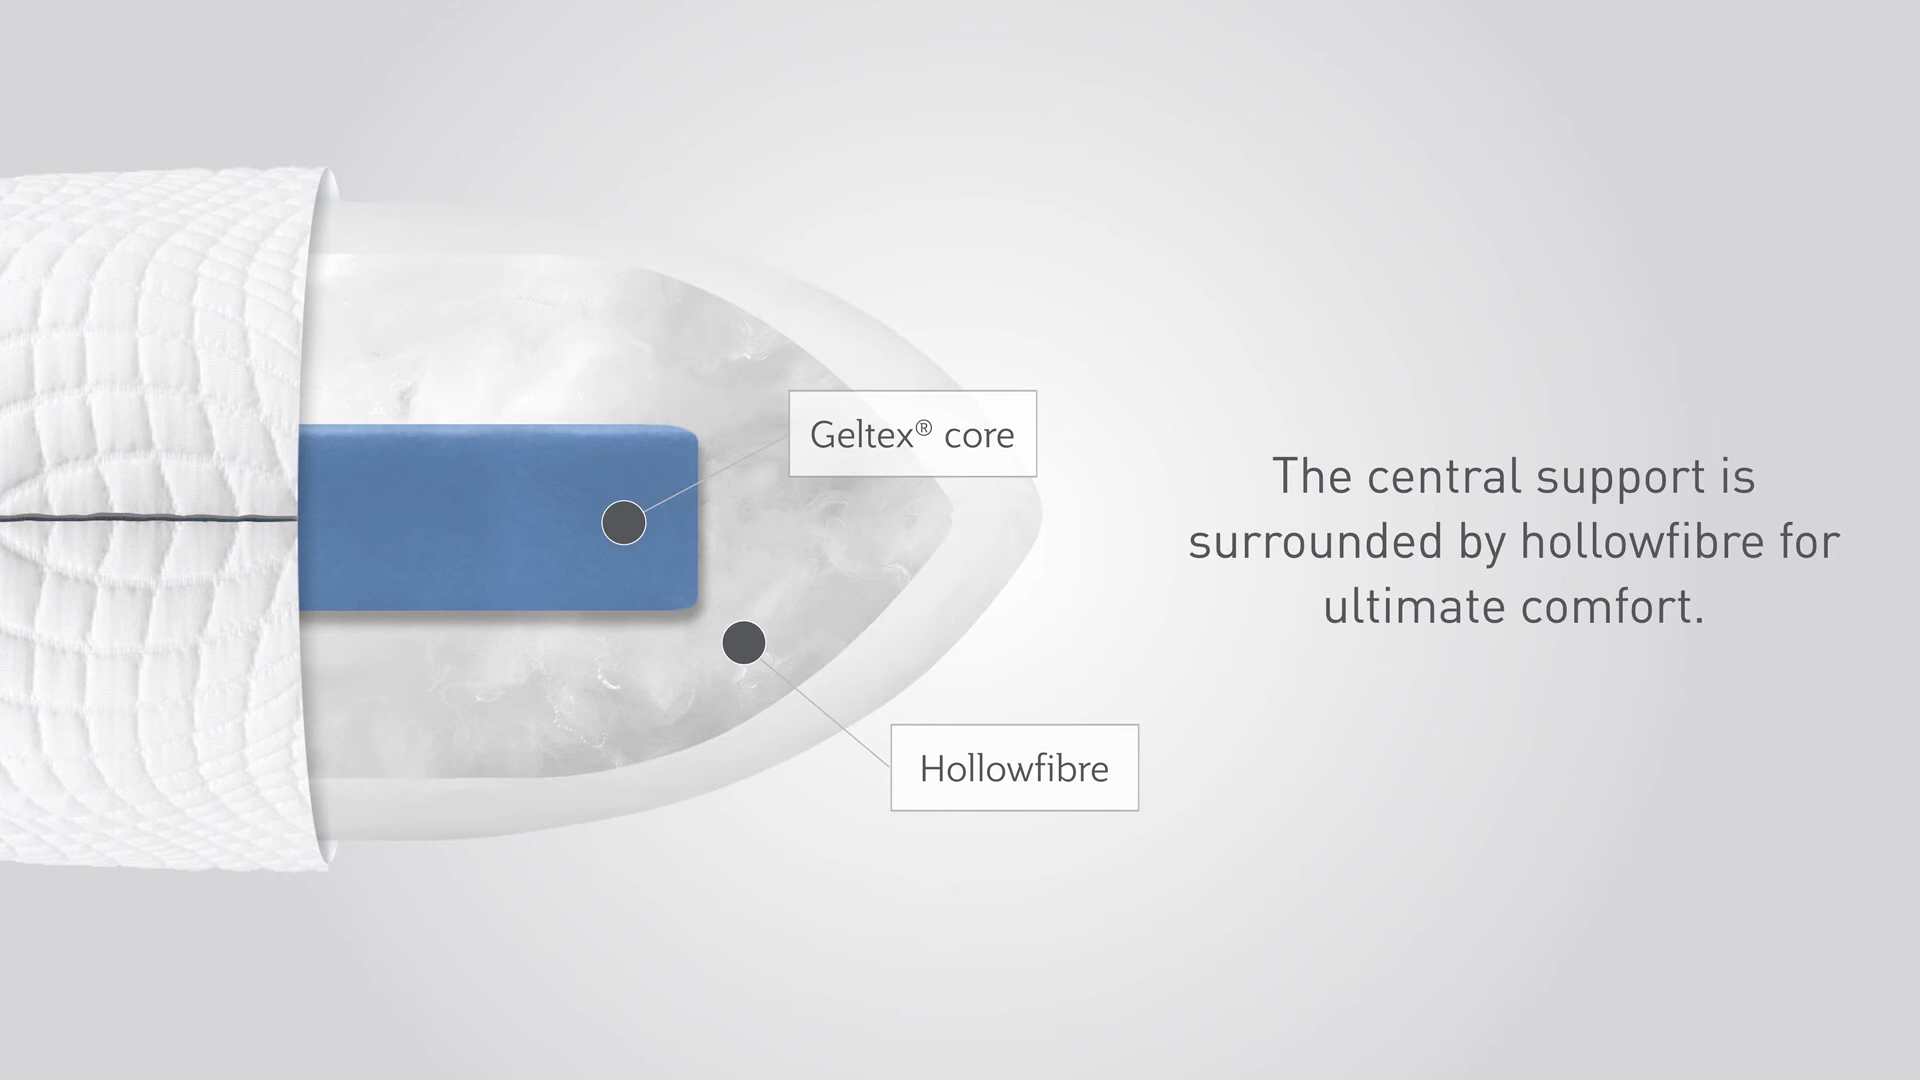 Geltex® core
The central support is
surrounded by hollowfibre for
ultimate comfort.
Hollowfibre